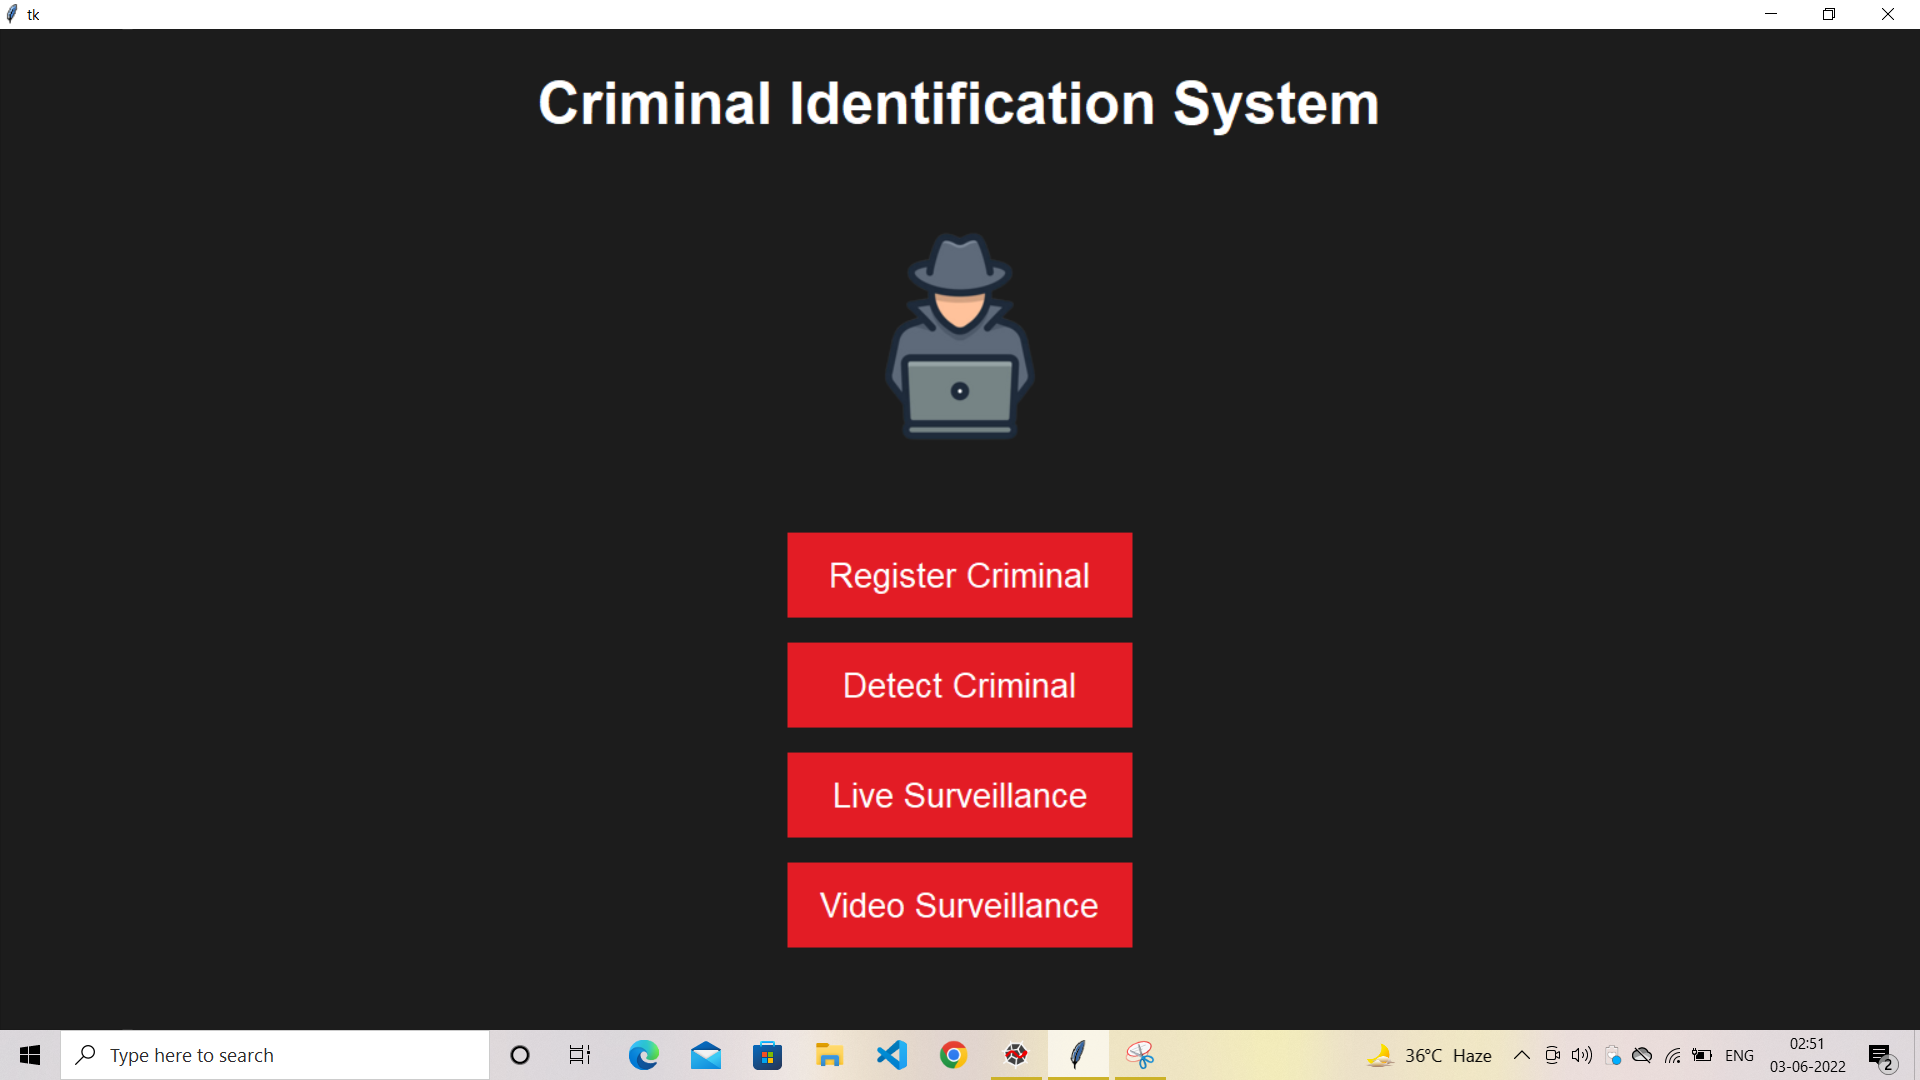 tk
Criminal Identification System
Register Criminal
Detect Criminal
Live Surveillance
Video Surveillance
Type here to search
36°C Haze
ENG
02:51
03-06-2022
2